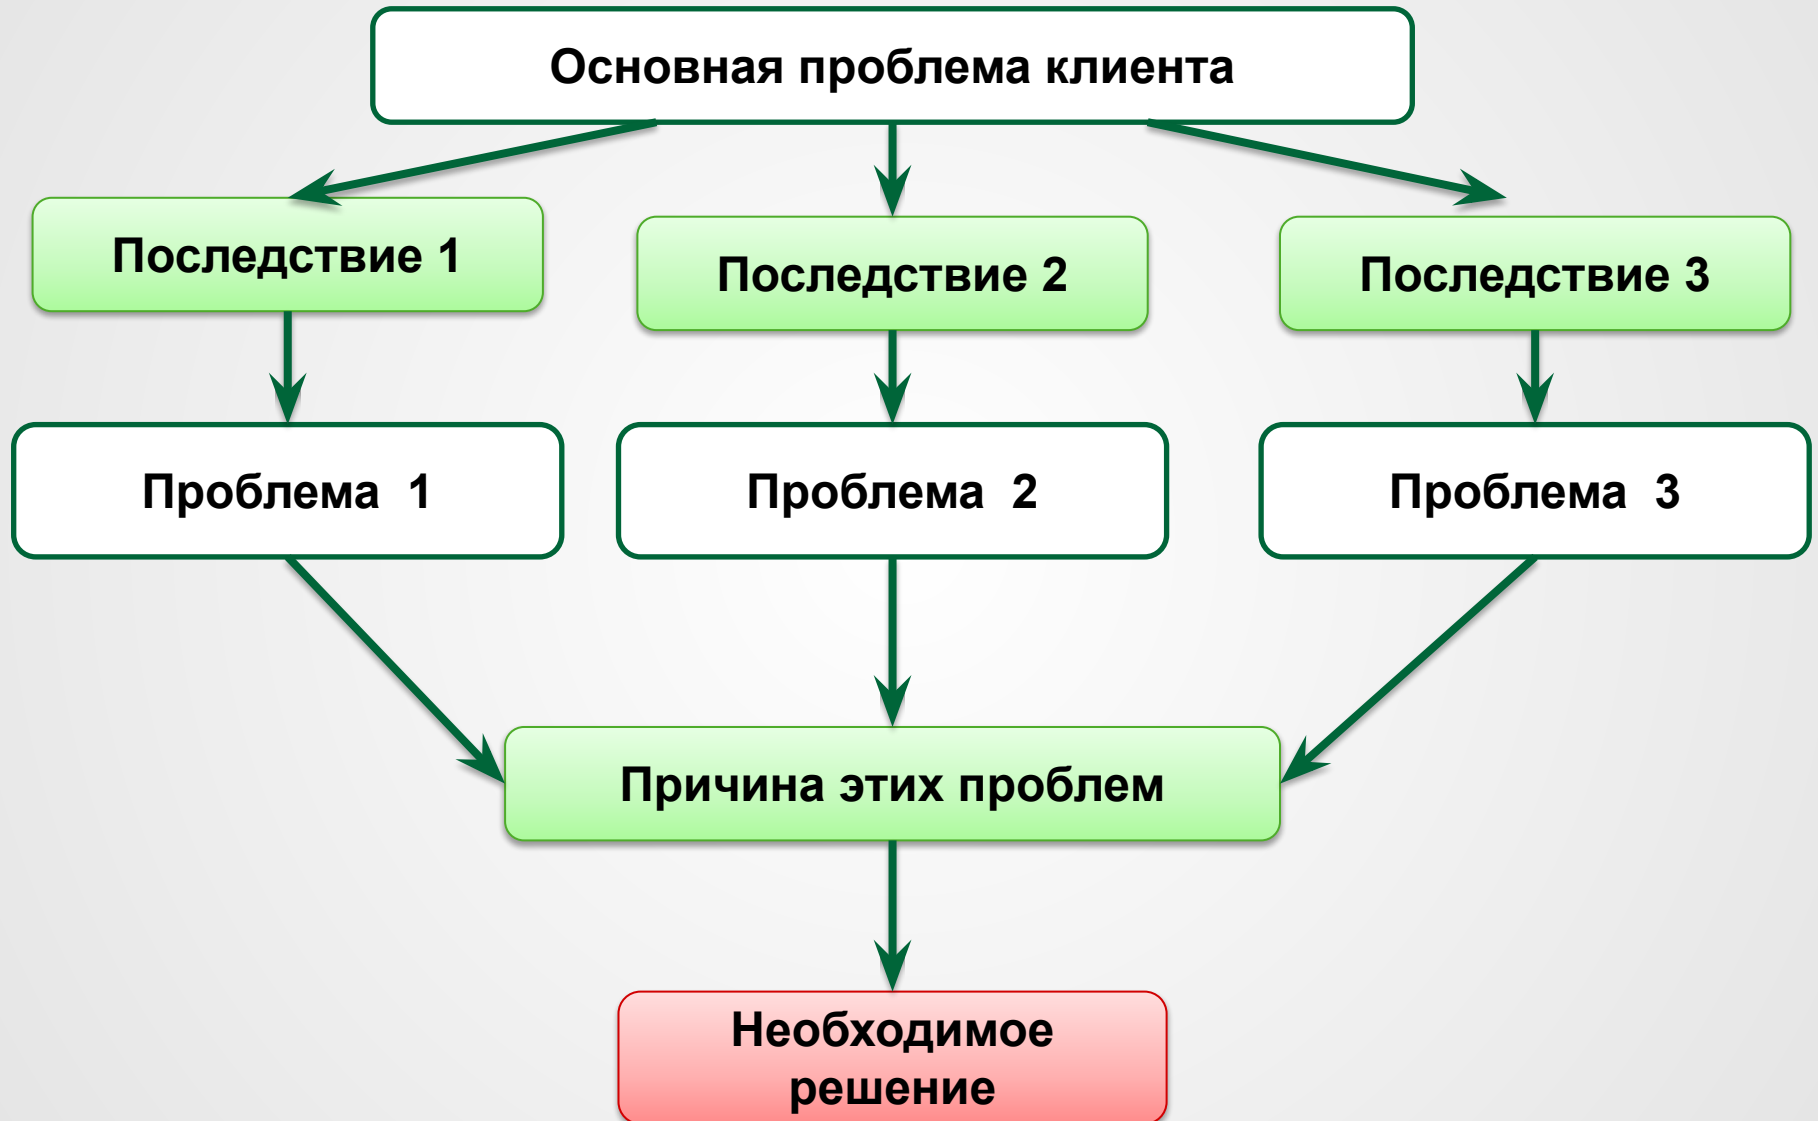 Основная проблема клиента
Последствие 1
Последствие 2
Последствие 3
Проблема 1
Проблема 2
Проблема 3
Причина этих проблем
Необходимое
решение